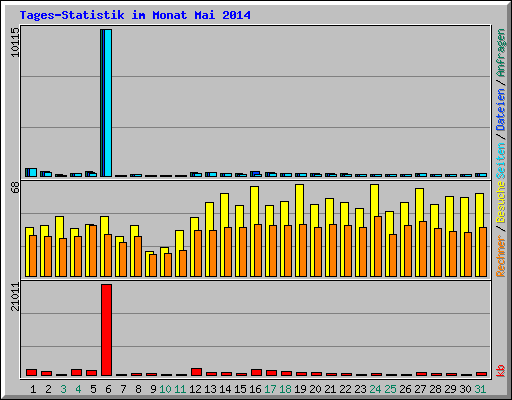 Tages-Statistik im Monat Mai 2014
10115
68
21011
Rechner / Besuche Seiten / Dateien / Anfragen
kb
1 2 3 4 5 6 7 8 9 10 11 12 13 14 15 16 17 18 19 20 21 22 23 24 25 26 27 28 29 30 31